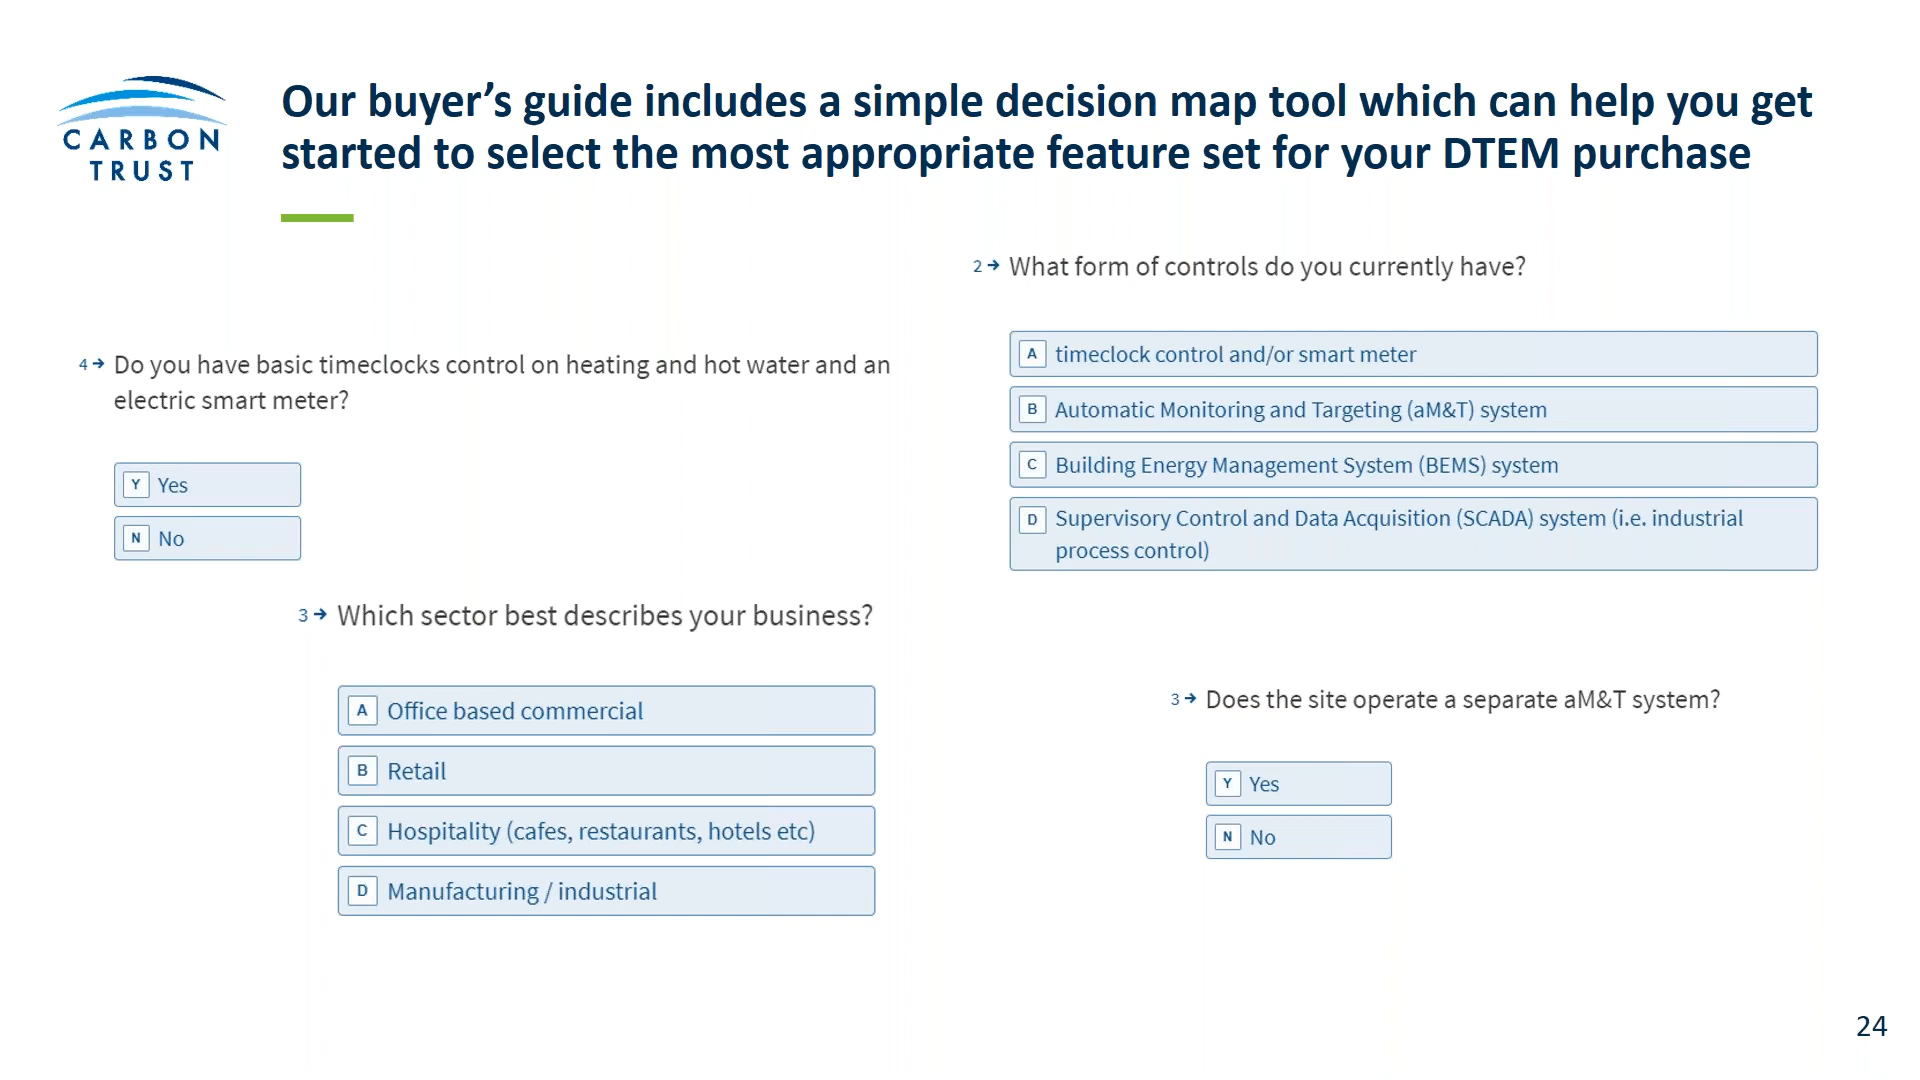 CARBON
TRUST
Our buyer’s guide includes a simple decision map tool which can help you get
started to select the most appropriate feature set for your DTEM purchase
4 → Do you have basic timeclocks control on heating and hot water and an
electric smart meter?
Y Yes
N No
3 → Which sector best describes your business?
A Office based commercial
B Retail
C Hospitality (cafes, restaurants, hotels etc)
D Manufacturing / industrial
2 → What form of controls do you currently have?
A timeclock control and/or smart meter
B Automatic Monitoring and Targeting (aM&T) system
C Building Energy Management System (BEMS) system
D Supervisory Control and Data Acquisition (SCADA) system (i.e. industrial
process control)
3 → Does the site operate a separate aM&T system?
Y Yes
N No
24